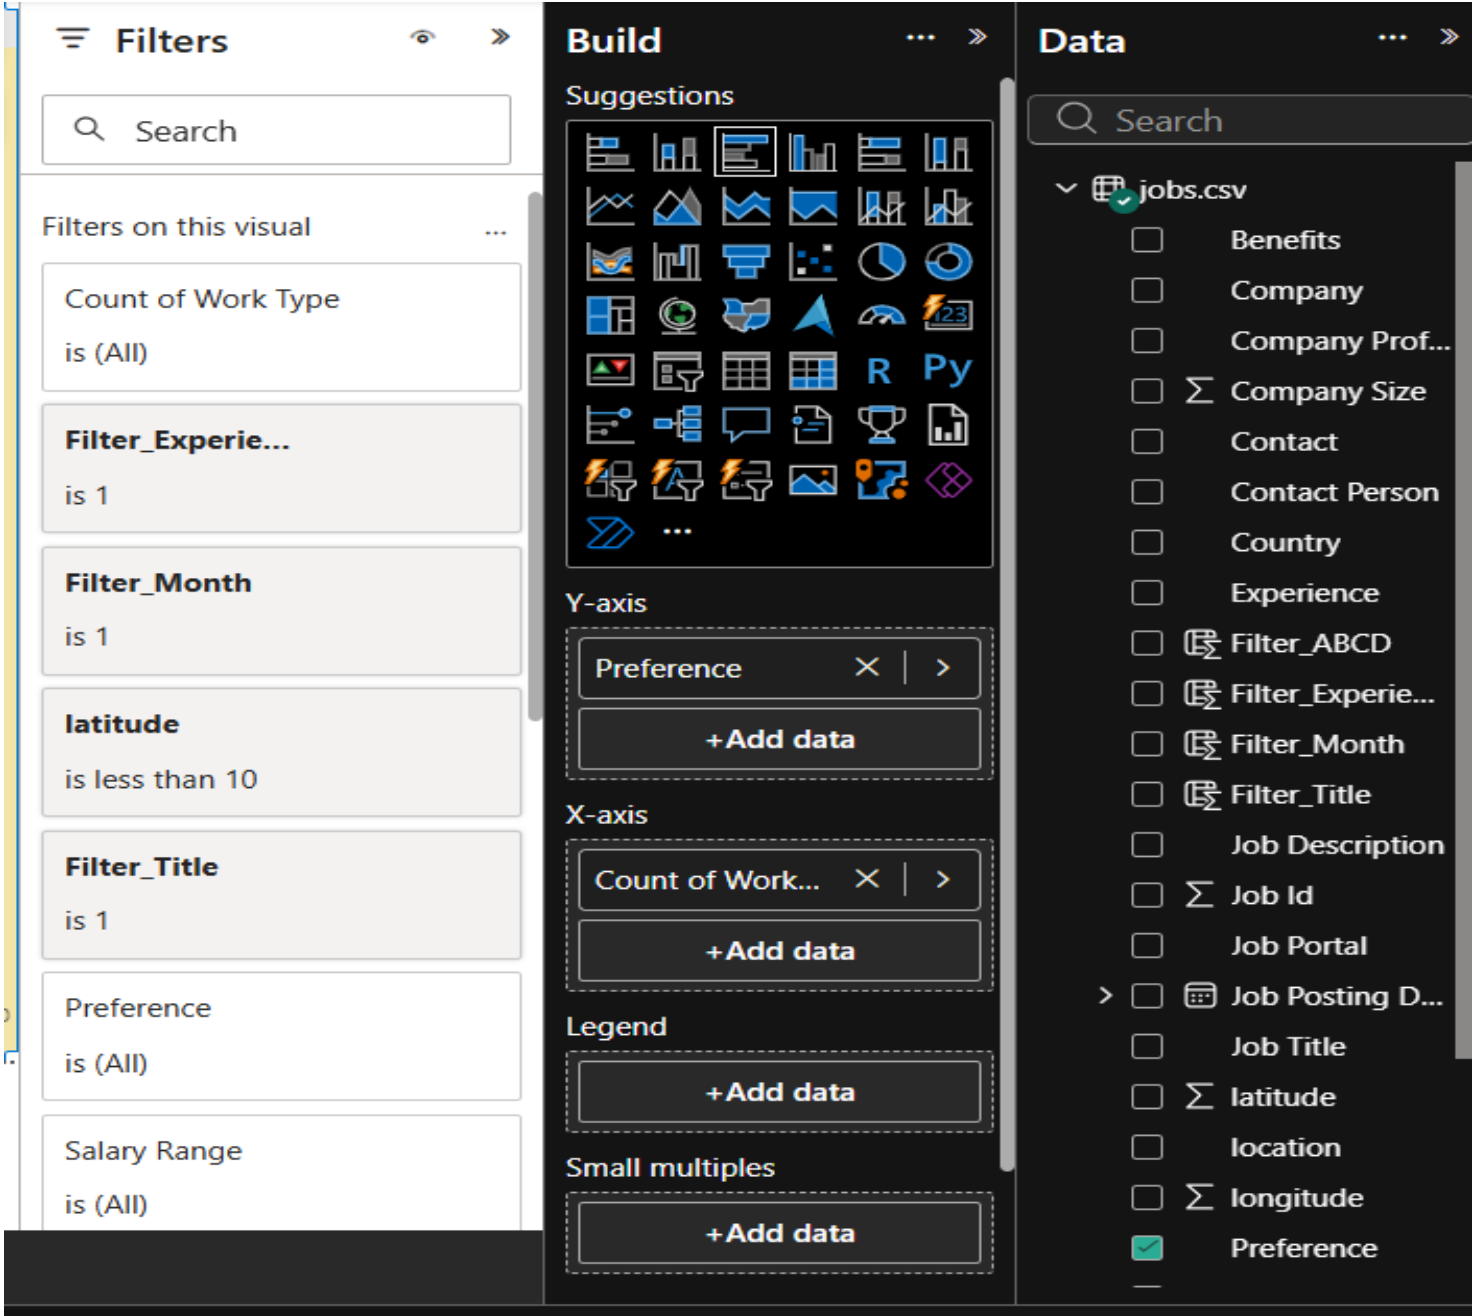 Filters
Search
Filters on this visual
...
Count of Work Type
is (All)
Filter_Experie...
is 1
Filter_Month
is 1
latitude
is less than 10
Filter_Title
is 1
Preference
is (All)
Salary Range
is (All)
Build
Suggestions
123
R
Py
Y-axis
Preference
+Add data
X-axis
Count of Work...
+Add data
Legend
+Add data
Small multiples
+Add data
Data
Search
jobs.csv
Benefits
Company
Company Prof...
Company Size
Contact
Contact Person
Country
Experience
Filter_ABCD
Filter_Experie...
Filter_Month
Filter_Title
Job Description
Job Id
Job Portal
Job Posting D...
Job Title
latitude
location
longitude
Preference